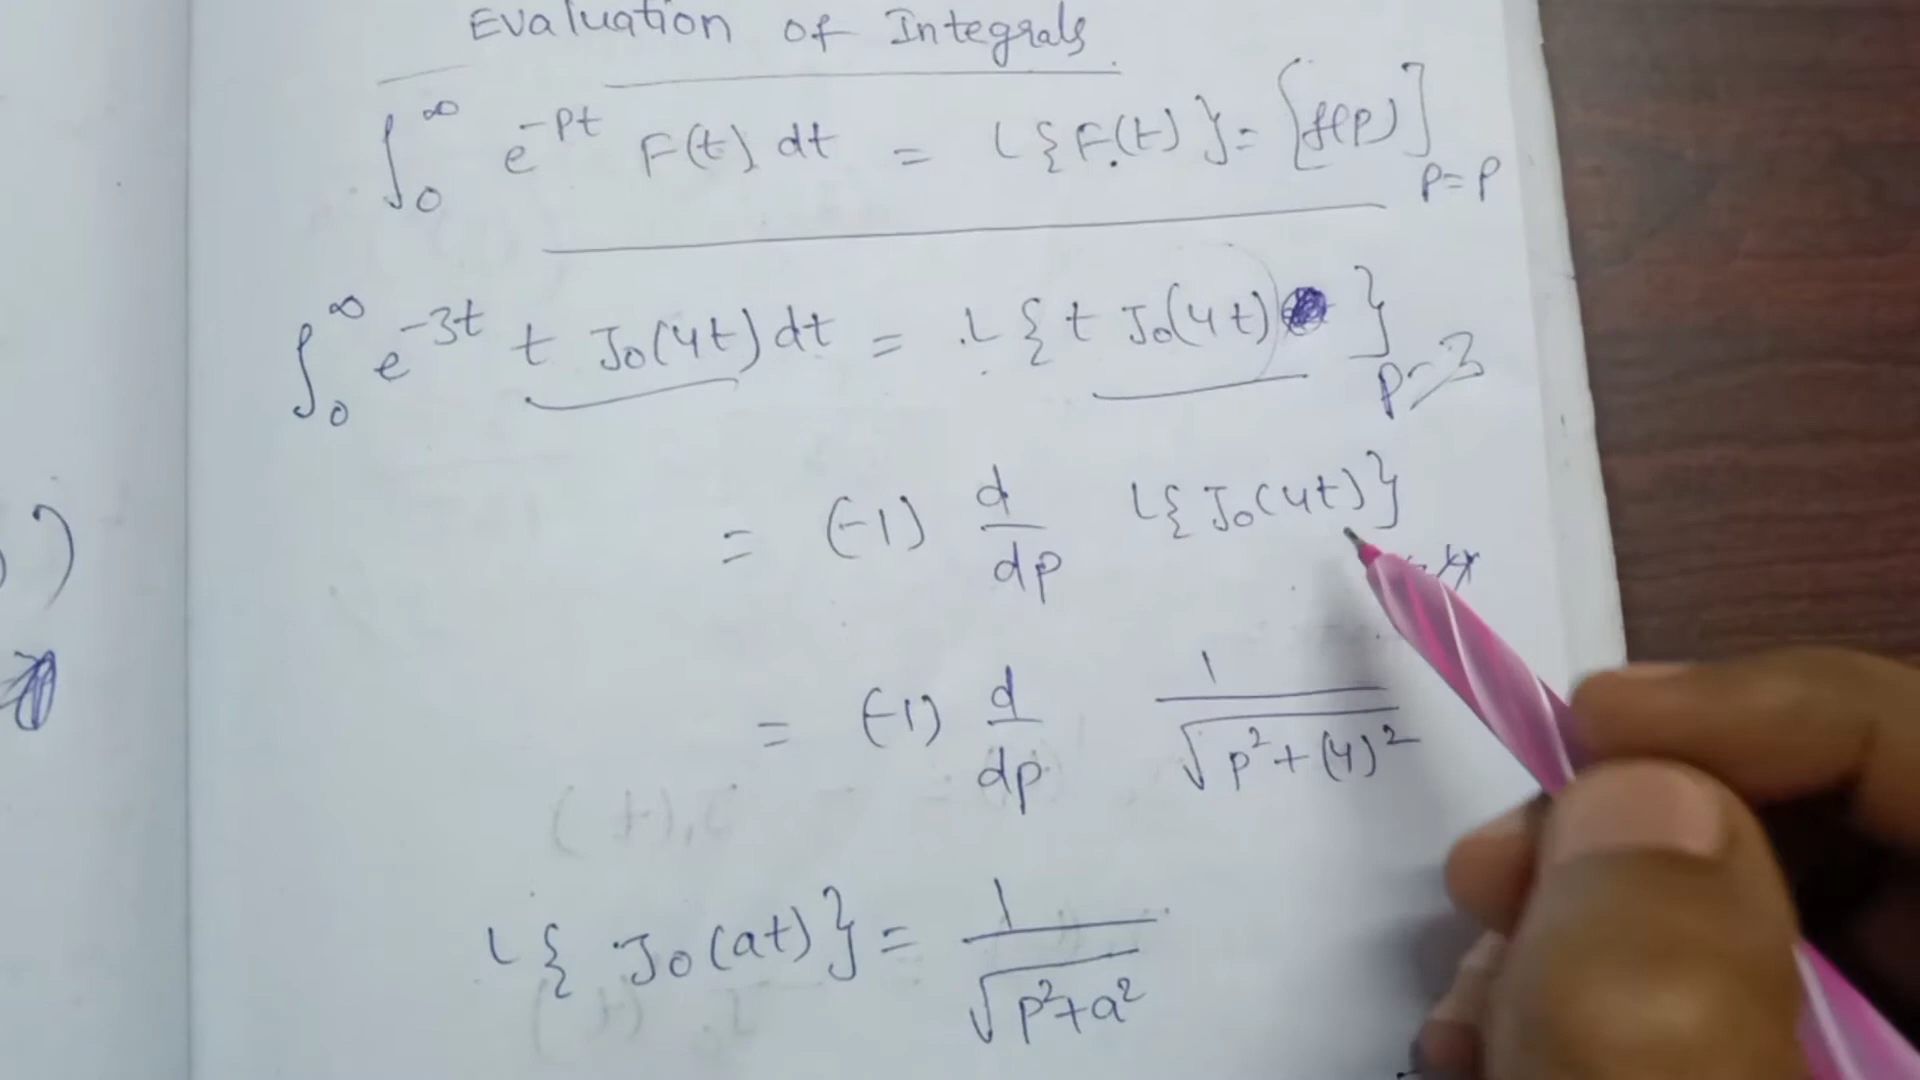 Evaluation of Integrals
∫₀^∞ e^{-pt} F(t) dt = L{F(t)} = [f(p)]_{p=p}
∫₀^∞ e^{-3t} t J₀(4t) dt = L{t J₀(4t)}_{p=3}
= (-1) d/dp L{J₀(4t)}
= (-1) d/dp 1/√(p²+(4)²)
L{J₀(at)} = 1/√(p²+a²)